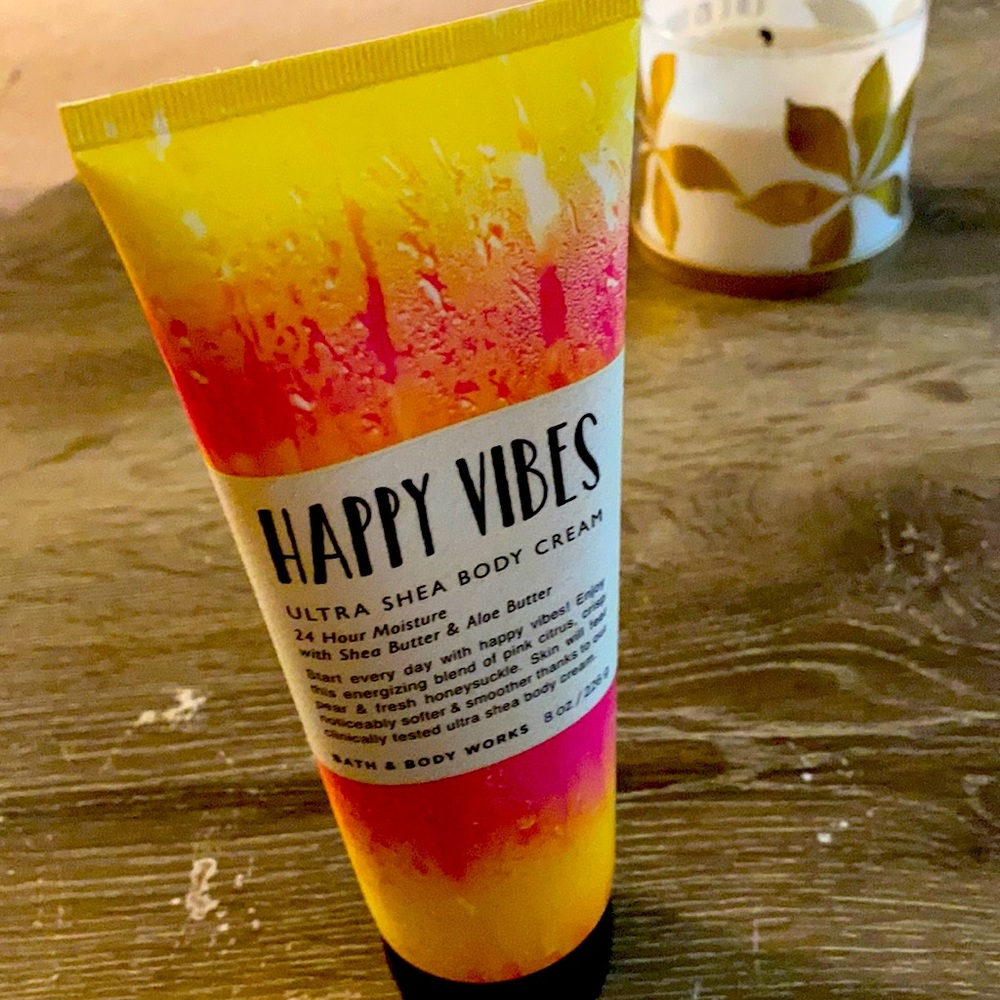 HAPPY VIBES
ULTRA SHEA BODY CREAM
24 Hour Moisture
with Shea Butter & Aloe Butter
Start every day with happy vibes! Enjoy
this energizing blend of pink citrus, crisp
pear & fresh honeysuckle. Skin will feel
noticeably softer & smoother thanks to our
clinically tested ultra shea body cream.
BATH & BODY WORKS 8 oz. / 226 g